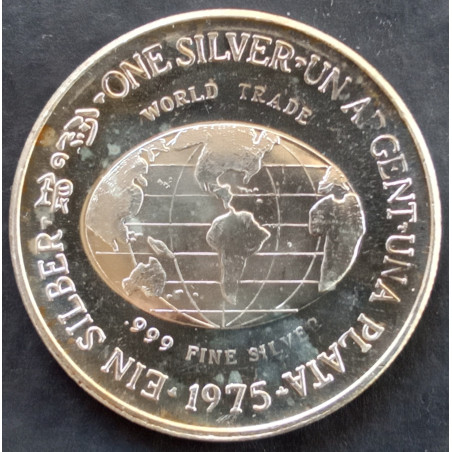 ONE SILVER · UN ARGENT · UNA PLATA · 1975 · EIN SILBER
WORLD TRADE
.999 FINE SILVER